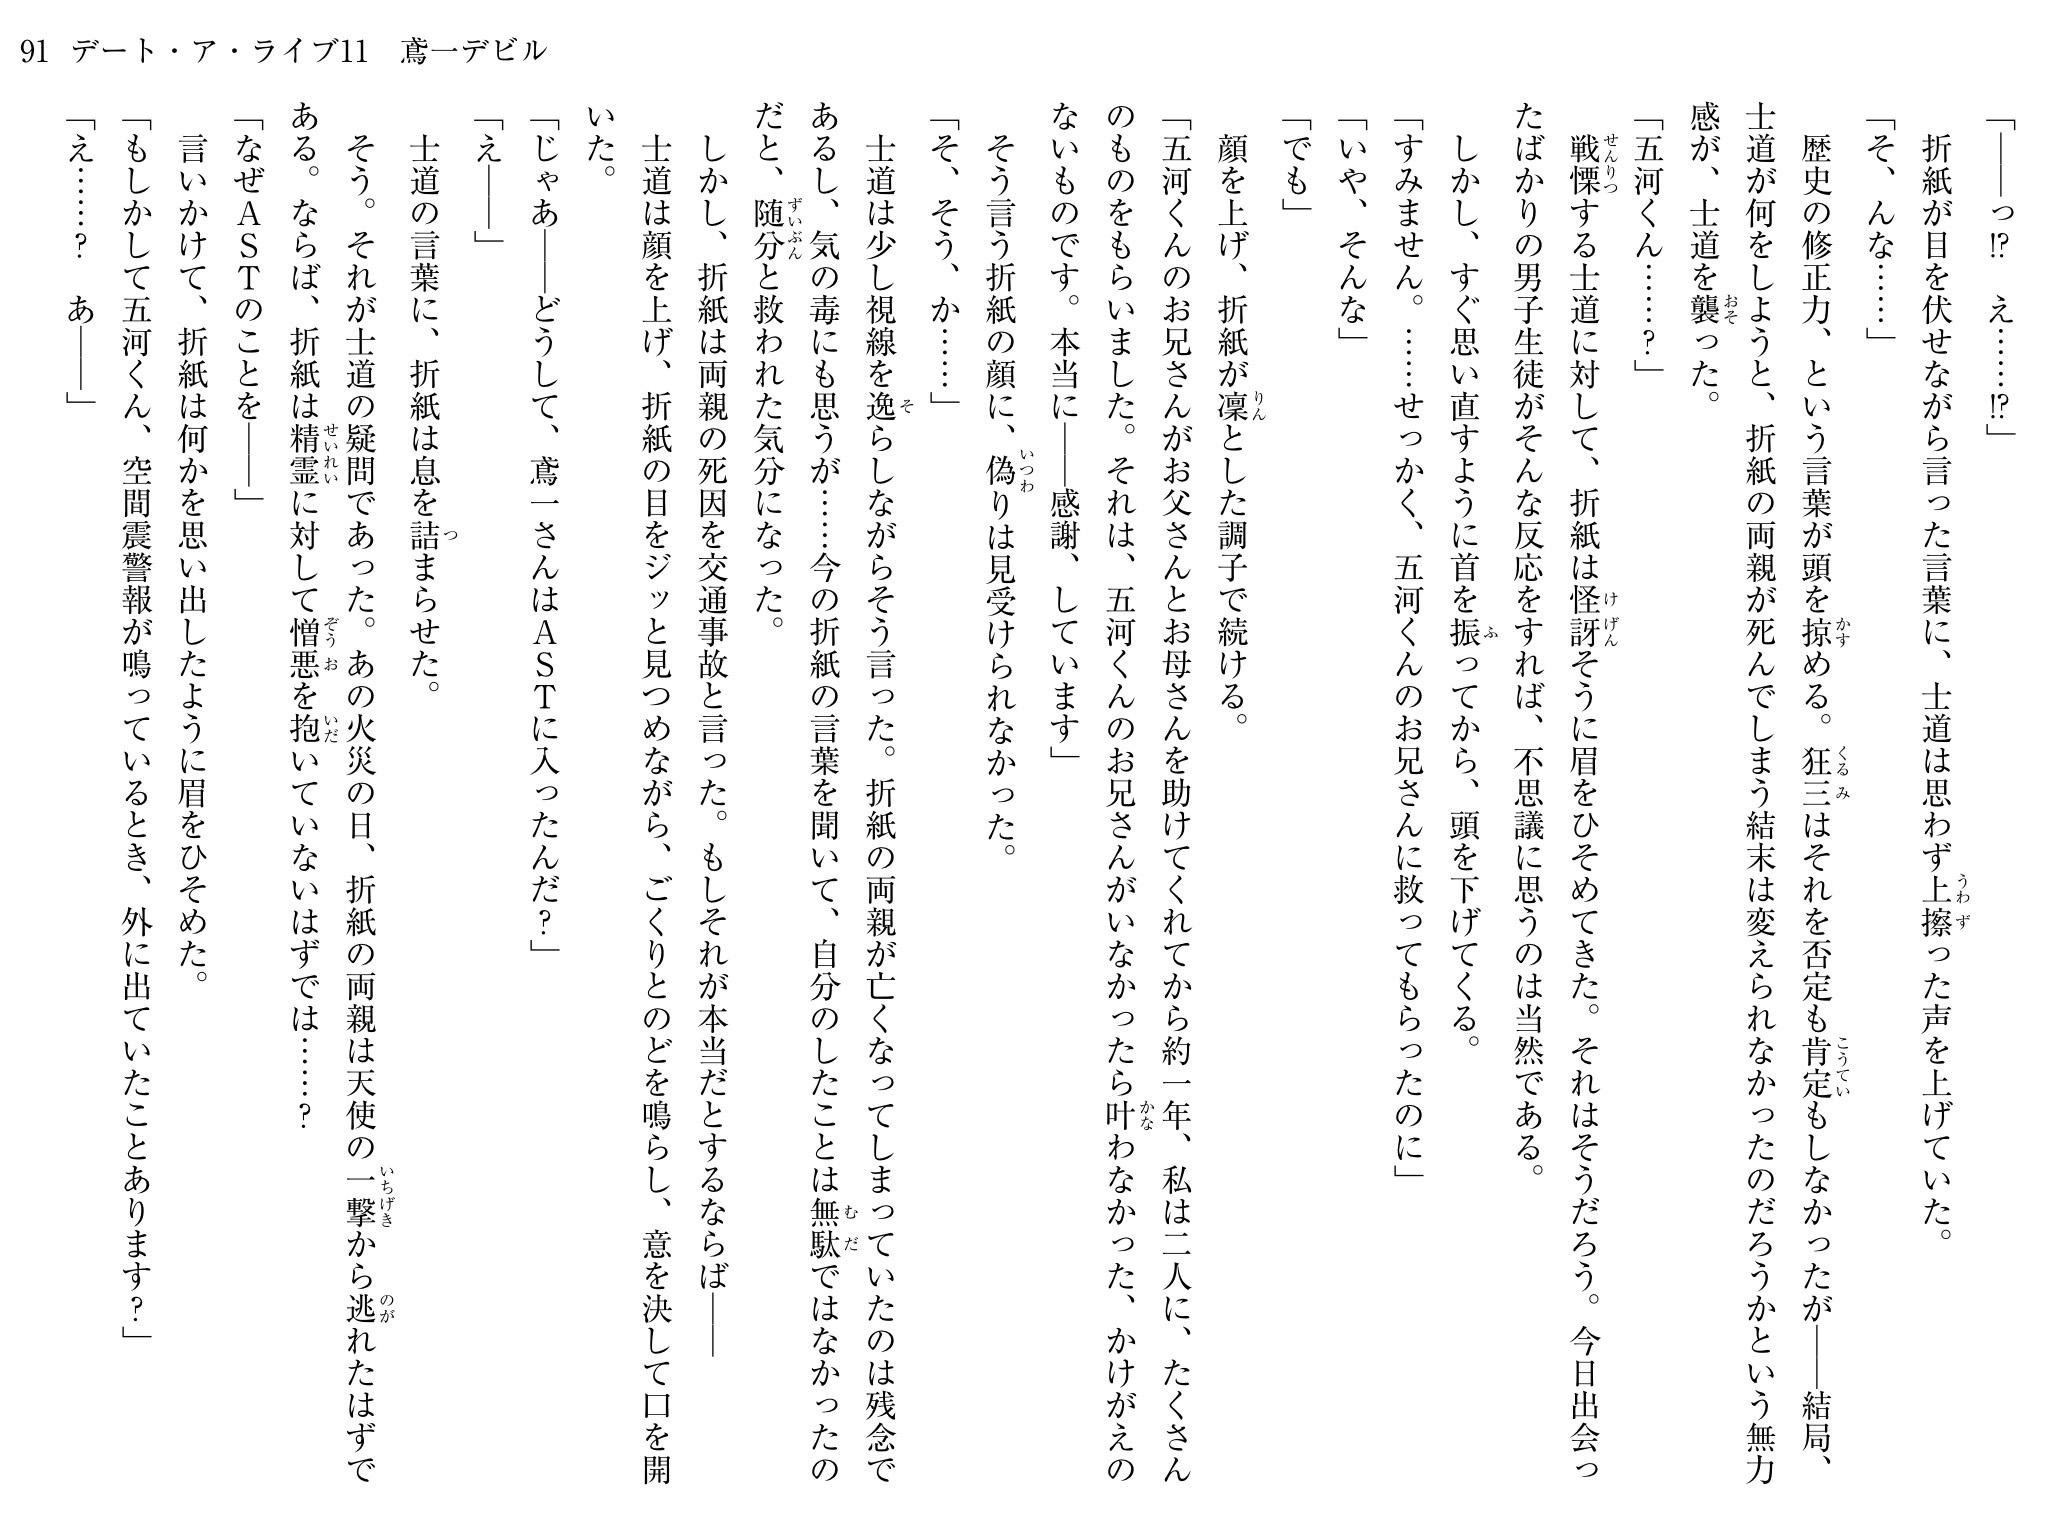 91 デート・ア・ライブ11　鳶一デビル
「――っ!?　え……!?」
　折紙が目を伏せながら言った言葉に、士道は思わず上擦った声を上げていた。
「そ、んな……」
　歴史の修正力、という言葉が頭を掠める。狂三はそれを否定も肯定もしなかったが――結局、
士道が何をしようと、折紙の両親が死んでしまう結末は変えられなかったのだろうかという無力
感が、士道を襲った。
「五河くん……?」
　戦慄する士道に対して、折紙は怪訝そうに眉をひそめてきた。それはそうだろう。今日出会っ
たばかりの男子生徒がそんな反応をすれば、不思議に思うのは当然である。
　しかし、すぐ思い直すように首を振ってから、頭を下げてくる。
「すみません。……せっかく、五河くんのお兄さんに救ってもらったのに」
「いや、そんな」
「でも」
　顔を上げ、折紙が凜とした調子で続ける。
「五河くんのお兄さんがお父さんとお母さんを助けてくれてから約一年、私は二人に、たくさん
のものをもらいました。それは、五河くんのお兄さんがいなかったら叶わなかった、かけがえの
ないものです。本当に――感謝、しています」
　そう言う折紙の顔に、偽りは見受けられなかった。
「そ、そう、か……」
　士道は少し視線を逸らしながらそう言った。折紙の両親が亡くなってしまっていたのは残念で
あるし、気の毒にも思うが……今の折紙の言葉を聞いて、自分のしたことは無駄ではなかったの
だと、随分と救われた気分になった。
　しかし、折紙は両親の死因を交通事故と言った。もしそれが本当だとするならば――
　士道は顔を上げ、折紙の目をジッと見つめながら、ごくりとのどを鳴らし、意を決して口を開
いた。
「じゃあ――どうして、鳶一さんはＡＳＴに入ったんだ?」
「え――」
　士道の言葉に、折紙は息を詰まらせた。
　そう。それが士道の疑問であった。あの火災の日、折紙の両親は天使の一撃から逃れたはずで
ある。ならば、折紙は精霊に対して憎悪を抱いていないはずでは……?
「なぜＡＳＴのことを――」
　言いかけて、折紙は何かを思い出したように眉をひそめた。
「もしかして五河くん、空間震警報が鳴っているとき、外に出ていたことあります?」
「え……?　あ――」